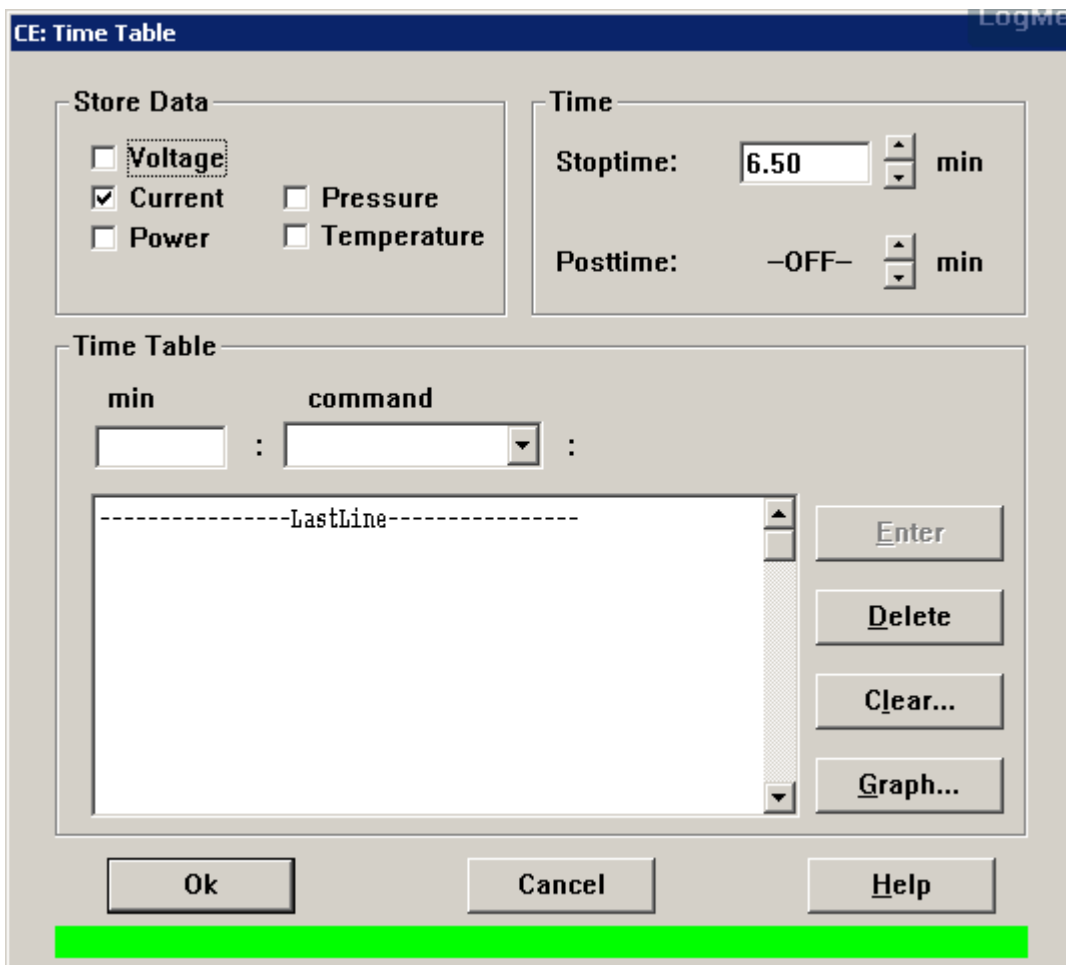 LogMe
CE: Time Table
Store Data
Voltage
Current
Pressure
Power
Temperature
Time
Stoptime: 6.50 min
Posttime: –OFF– min
Time Table
min command
: :
----------------LastLine----------------
Enter
Delete
Clear...
Graph...
Ok Cancel Help